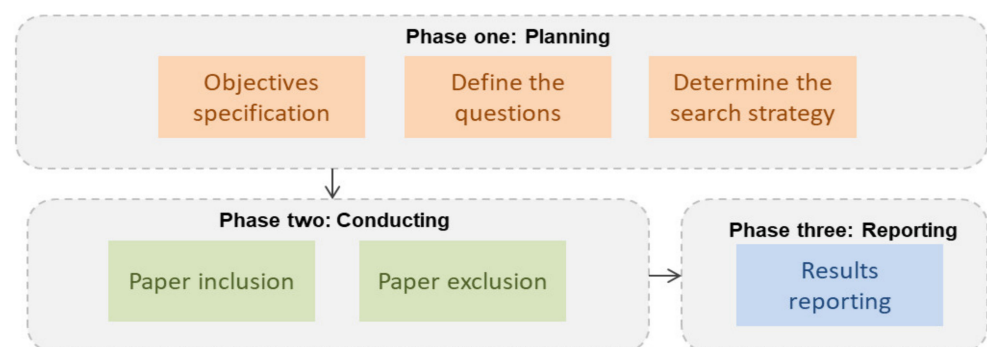 Phase one: Planning
Objectives
specification
Define the
questions
Determine the
search strategy
Phase two: Conducting
Paper inclusion
Paper exclusion
Phase three: Reporting
Results
reporting